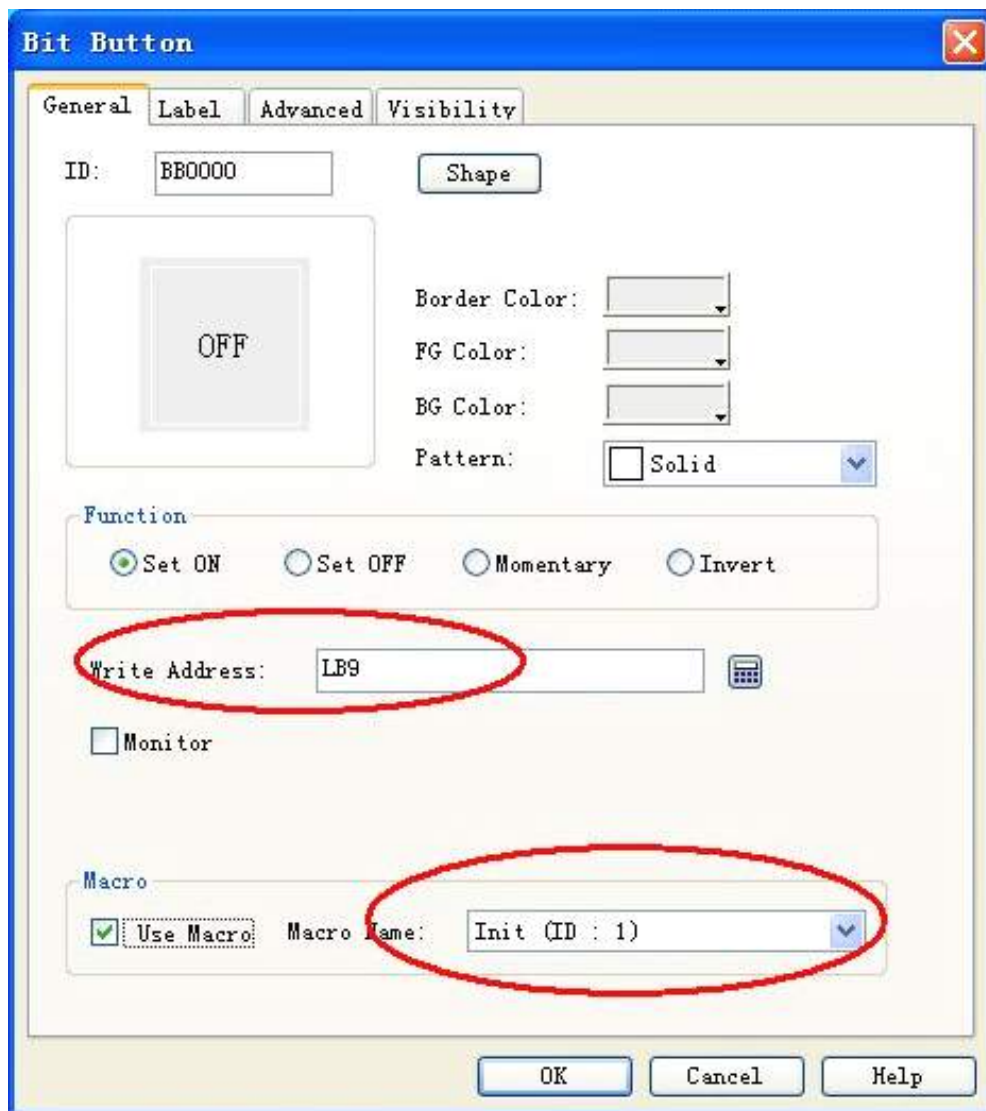 Bit Button
General Label Advanced Visibility
ID: BB0000 Shape
OFF
Border Color:
FG Color:
BG Color:
Pattern: Solid
Function
Set ON Set OFF Momentary Invert
Write Address: LB9
Monitor
Macro
Use Macro Macro Name: Init (ID : 1)
OK Cancel Help